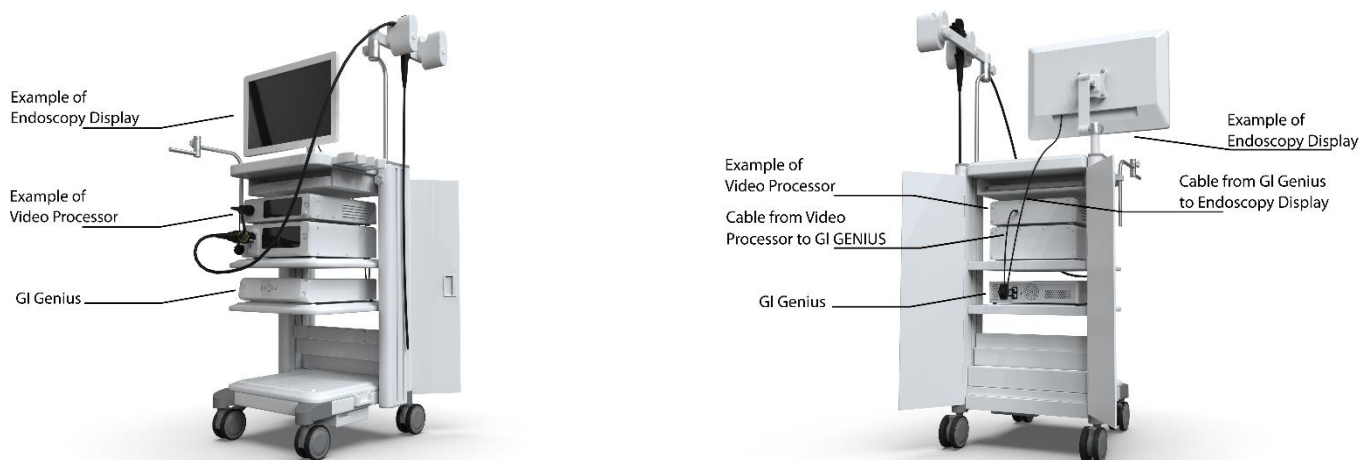 Example of
Endoscopy Display
Example of
Video Processor
GI Genius
Example of
Endoscopy Display
Example of
Video Processor
Cable from GI Genius
to Endoscopy Display
Cable from Video
Processor to GI GENIUS
GI Genius